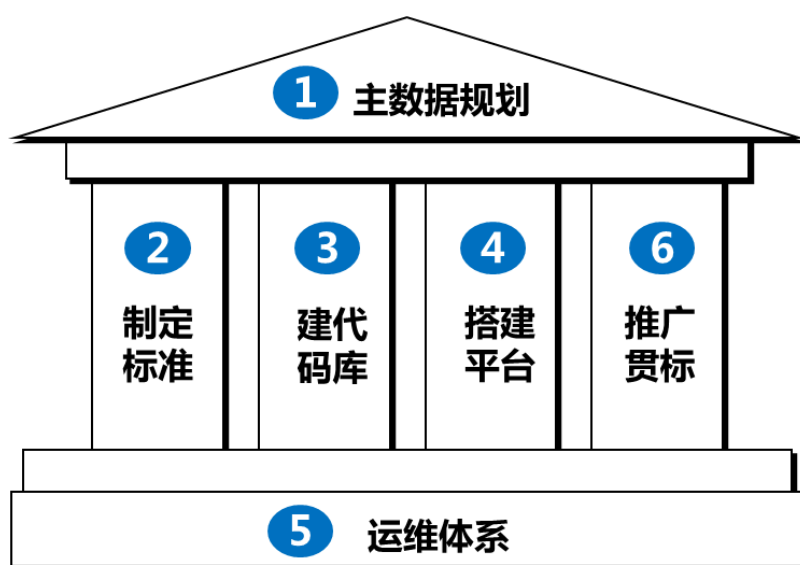 1 主数据规划
2 3 4 6
制定 建代 搭建 推广
标准 码库 平台 贯标
5 运维体系